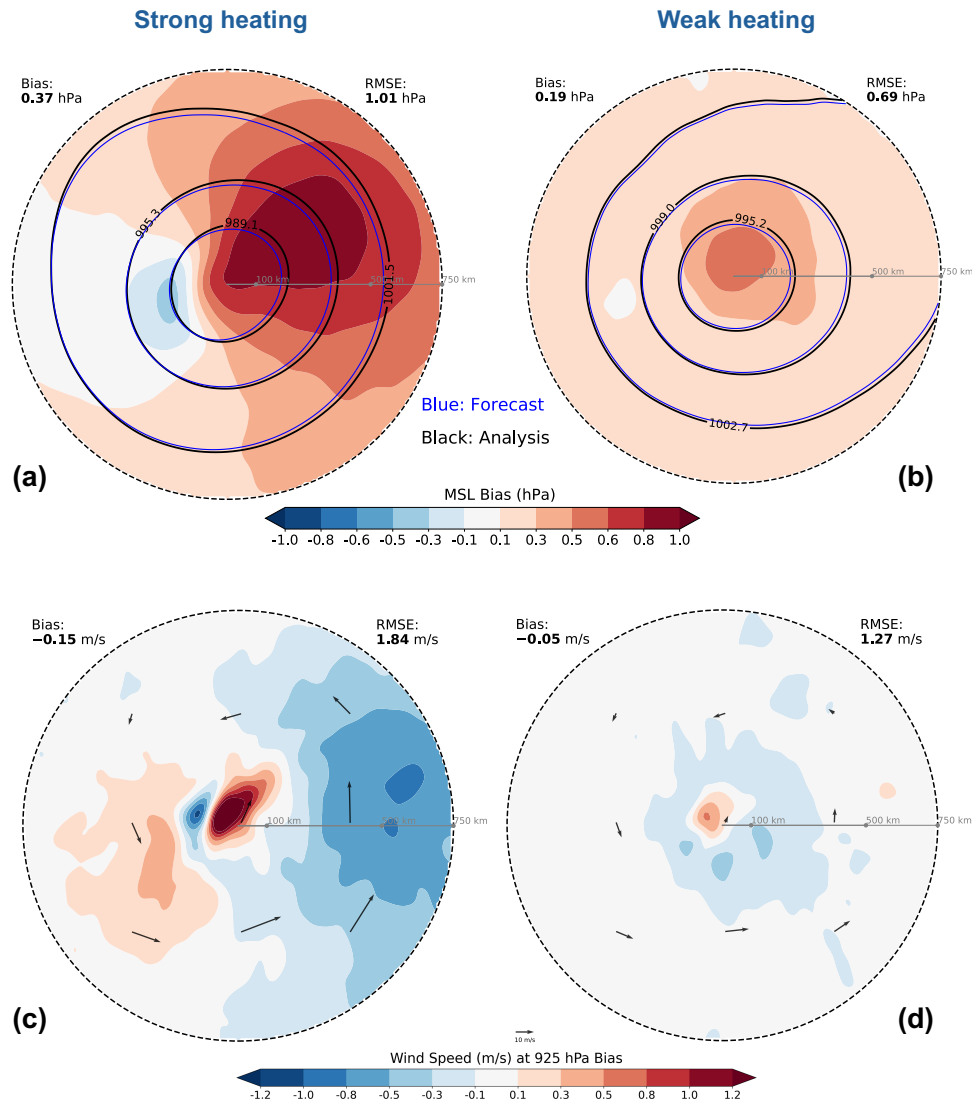 Strong heating
Weak heating
Bias:
0.37 hPa
RMSE:
1.01 hPa
Bias:
0.19 hPa
RMSE:
0.69 hPa
995.3
989.1
1001.5
100 km
500 km
750 km
999.0
995.2
1002.7
100 km
500 km
750 km
Blue: Forecast
Black: Analysis
(a)
(b)
MSL Bias (hPa)
-1.0 -0.8 -0.6 -0.5 -0.3 -0.1 0.1 0.3 0.5 0.6 0.8 1.0
Bias:
−0.15 m/s
RMSE:
1.84 m/s
Bias:
−0.05 m/s
RMSE:
1.27 m/s
100 km
500 km
750 km
100 km
500 km
750 km
(c)
(d)
10 m/s
Wind Speed (m/s) at 925 hPa Bias
-1.2 -1.0 -0.8 -0.5 -0.3 -0.1 0.1 0.3 0.5 0.8 1.0 1.2